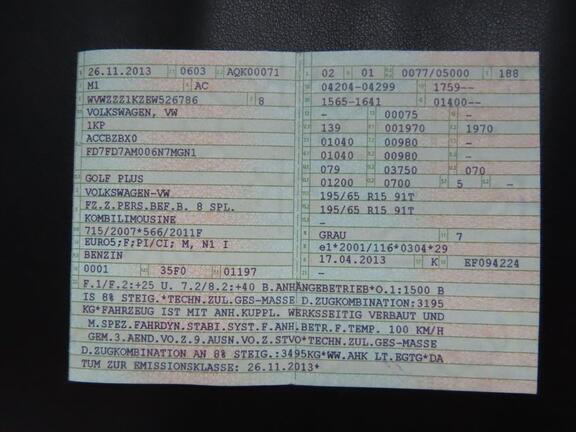 26.11.2013 0603 AQK00071
M1 AC
WVWZZZ1KZEW526786 8
VOLKSWAGEN, VW
1KP
ACCBZBX0
FD7FD7AM006N7MGN1
GOLF PLUS
VOLKSWAGEN-VW
FZ.Z.PERS.BEF.B. 8 SPL.
KOMBILIMOUSINE
715/2007*566/2011F
EURO5;F;PI/CI; M, N1 I
BENZIN
0001 35F0 01197
02 01 0077/05000 188
04204-04299 1759--
1565-1641 01400--
- 00075 -
139 001970 1970
01040 00980 -
01040 00980 -
079 03750 070
01200 0700 5 -
195/65 R15 91T
195/65 R15 91T
-
GRAU 7
e1*2001/116*0304*29
17.04.2013 K EF094224
-
F.1/F.2:+25 U. 7.2/8.2:+40 B.ANHÄNGEBETRIEB*O.1:1500 B
IS 8% STEIG.*TECHN.ZUL.GES-MASSE D.ZUGKOMBINATION:3195
KG*FAHRZEUG IST MIT ANH.KUPPL. WERKSSEITIG VERBAUT UND
M.SPEZ.FAHRDYN.STABI.SYST.F.ANH.BETR.F.TEMP. 100 KM/H
GEM.3.AEND.VO.Z.9.AUSN.VO.Z.STVO*TECHN.ZUL.GES-MASSE
D.ZUGKOMBINATION AN 8% STEIG.:3495KG*WW.AHK LT.EGTG*DA
TUM ZUR EMISSIONSKLASSE: 26.11.2013*